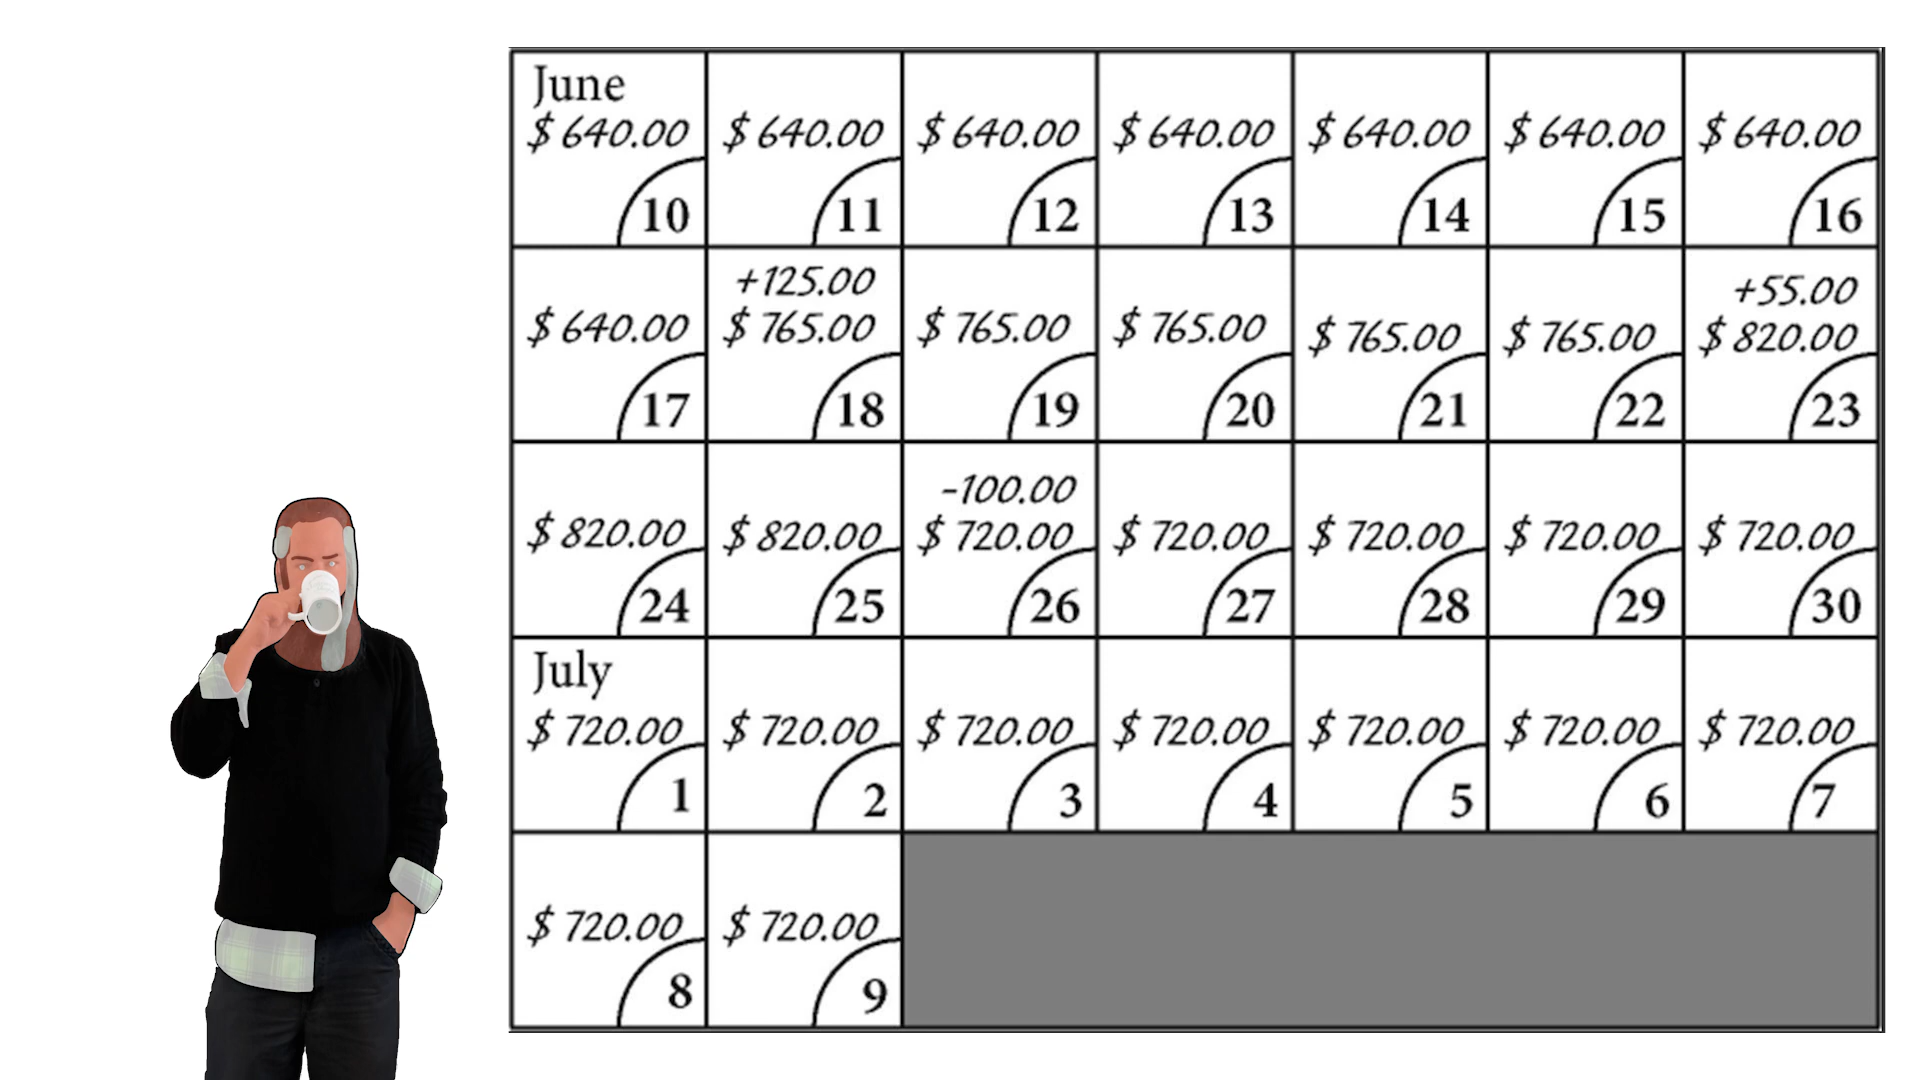 June
$ 640.00 $ 640.00 $ 640.00 $ 640.00 $ 640.00 $ 640.00 $ 640.00
10 11 12 13 14 15 16
+125.00 +55.00
$ 640.00 $ 765.00 $ 765.00 $ 765.00 $ 765.00 $ 765.00 $ 820.00
17 18 19 20 21 22 23
-100.00
$ 820.00 $ 820.00 $ 720.00 $ 720.00 $ 720.00 $ 720.00 $ 720.00
24 25 26 27 28 29 30
July
$ 720.00 $ 720.00 $ 720.00 $ 720.00 $ 720.00 $ 720.00 $ 720.00
1 2 3 4 5 6 7
$ 720.00 $ 720.00
8 9